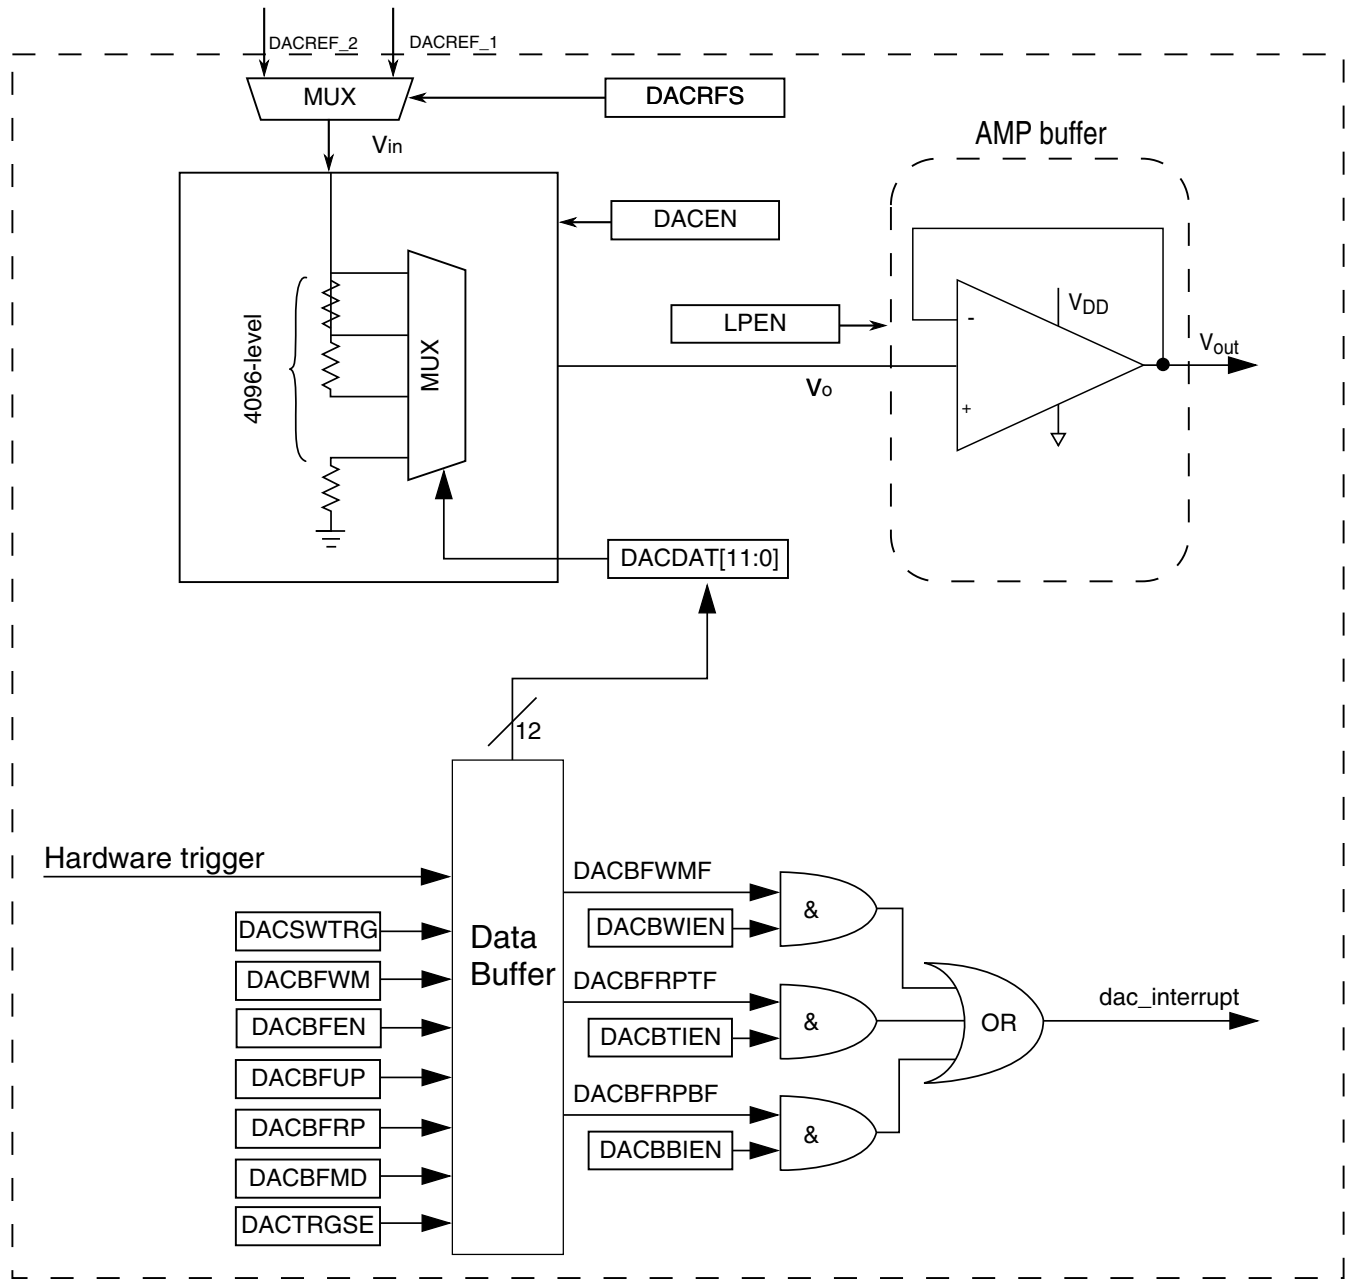 DACREF_2
DACREF_1
MUX
DACRFS
Vin
AMP buffer
DACEN
LPEN
VDD
-
+
Vout
4096-level
MUX
Vo
DACDAT[11:0]
12
Hardware trigger
DACSWTRG
DACBFWM
DACBFEN
DACBFUP
DACBFRP
DACBFMD
DACTRGSE
Data
Buffer
DACBFWMF
DACBWIEN
&
DACBFRPTF
DACBTIEN
&
DACBFRPBF
DACBBIEN
&
OR
dac_interrupt